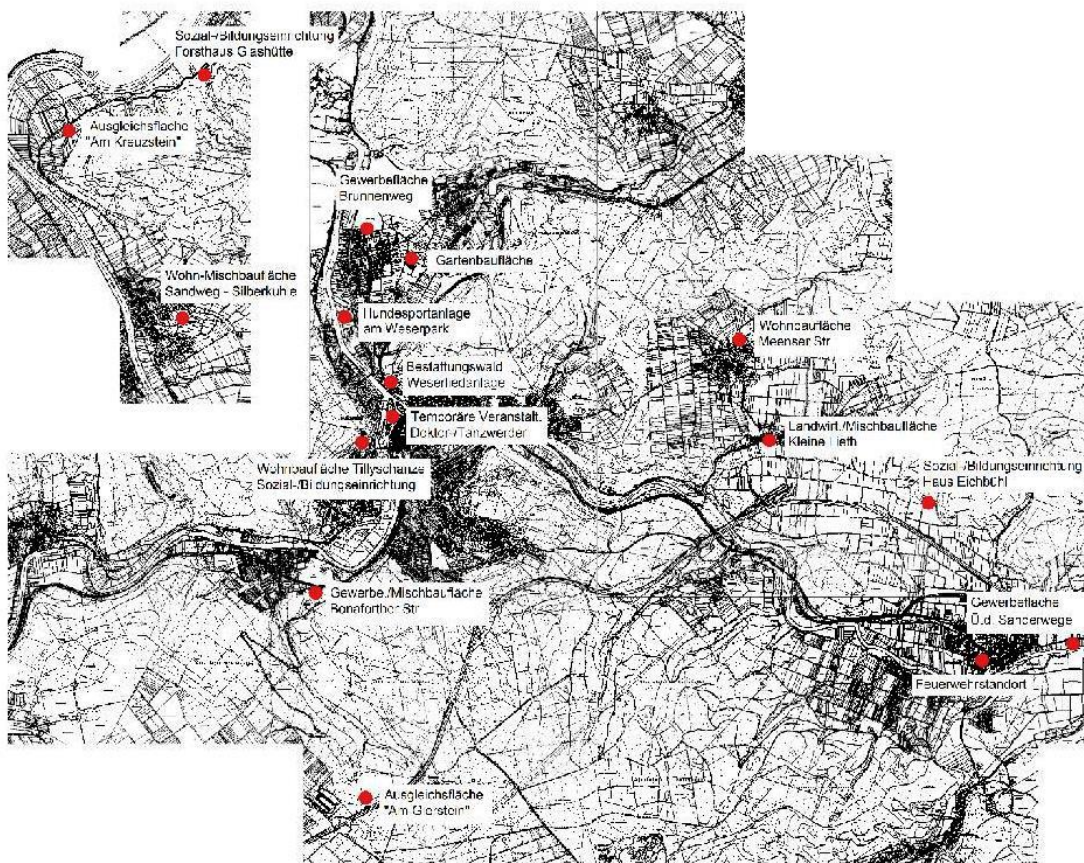 Sozial-/Bildungseinrichtung
Forsthaus Glashütte
Ausgleichsfläche
"Am Kreuzstein"
Gewerbefläche
Brunnenweg
Gartenbaufläche
Wohn-Mischbaufläche
Sandweg - Silberkuhle
Hundesportanlage
am Weserpark
Wohnbaufläche
Meenser Str
Bestattungswald
Weserliedanlage
Temporäre Veranstalt.
Doktor-/Tanzwerder
Landwirt./Mischbaufläche
Kleine Lieth
Wohnbaufläche Tillyschanze
Sozial-/Bildungseinrichtung
Sozial-/Bildungseinrichtung
Haus Eichbühl
Gewerbe./Mischbaufläche
Bonaforther Str
Gewerbefläche
Ü.d. Sanderwege
Feuerwehrstandort
Ausgleichsfläche
"Am Gierstein"